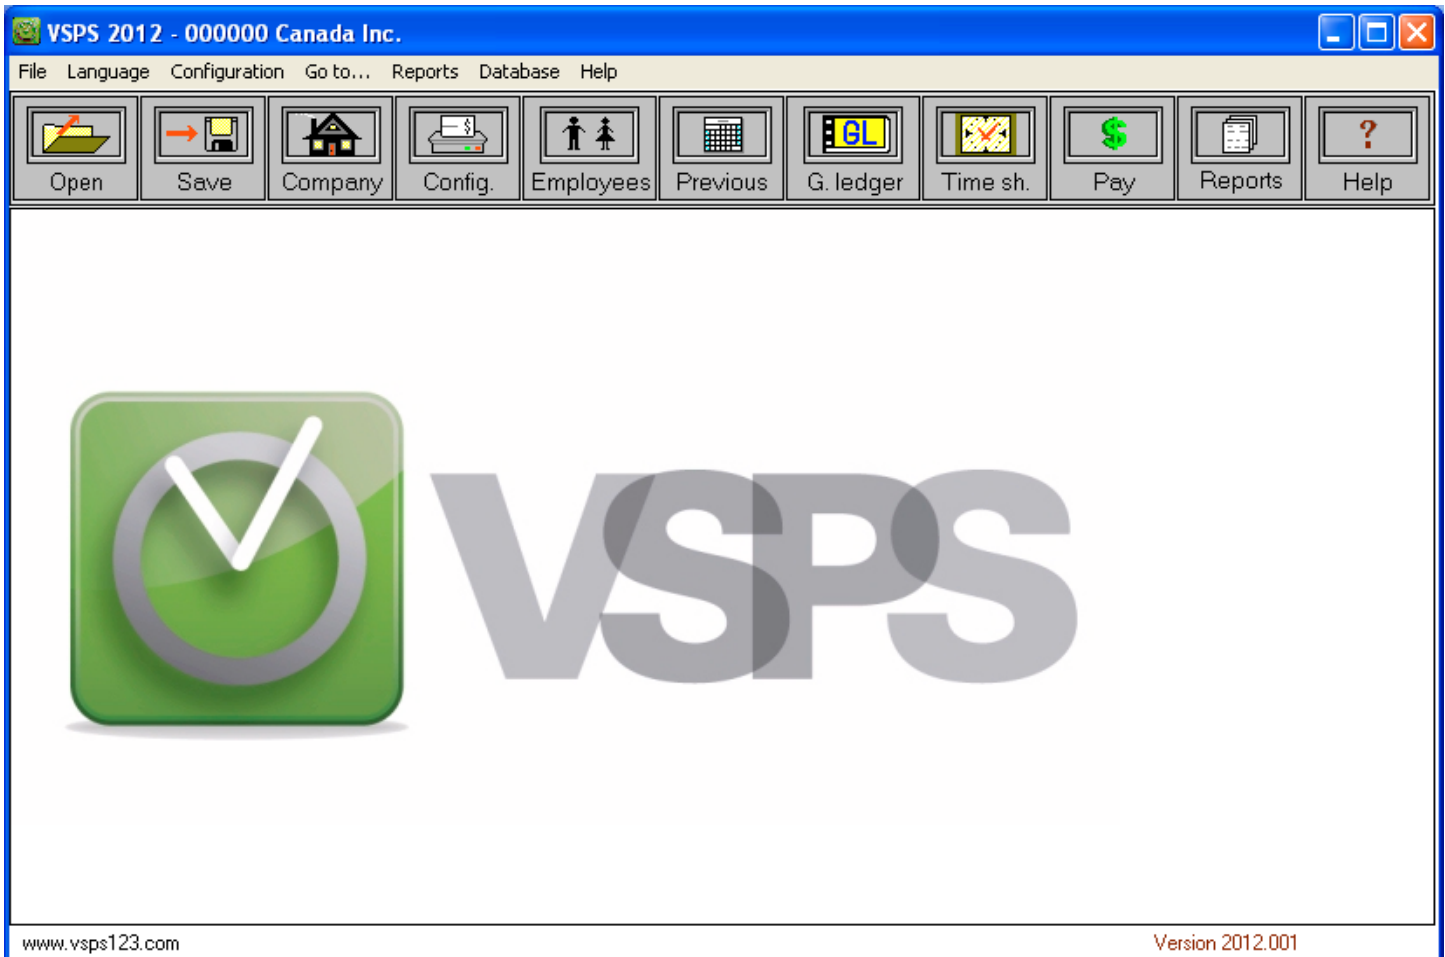 VSPS 2012 - 000000 Canada Inc.
File Language Configuration Go to... Reports Database Help
$ GL $ ?
Open Save Company Config. Employees Previous G. ledger Time sh. Pay Reports Help
VSPS
www.vsps123.com Version 2012.001